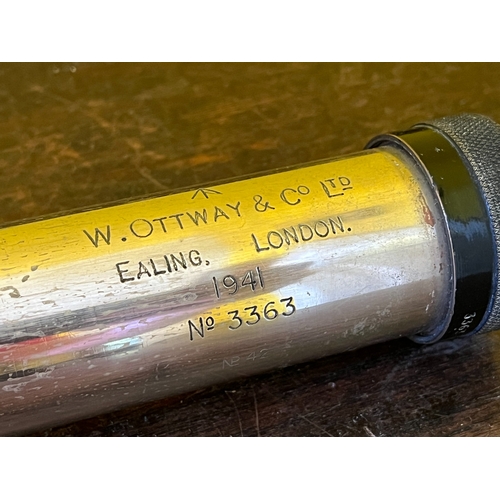 W. OTTWAY & Co LTD
EALING, LONDON.
1941
No 3363